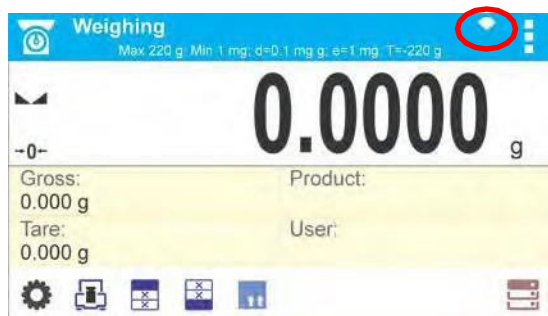 Weighing
Max 220 g: Min 1 mg: d=0.1 mg g: e=1 mg: T=-220 g
0.0000 g
→0←
Gross:
0.000 g
Product:
Tare:
0.000 g
User: